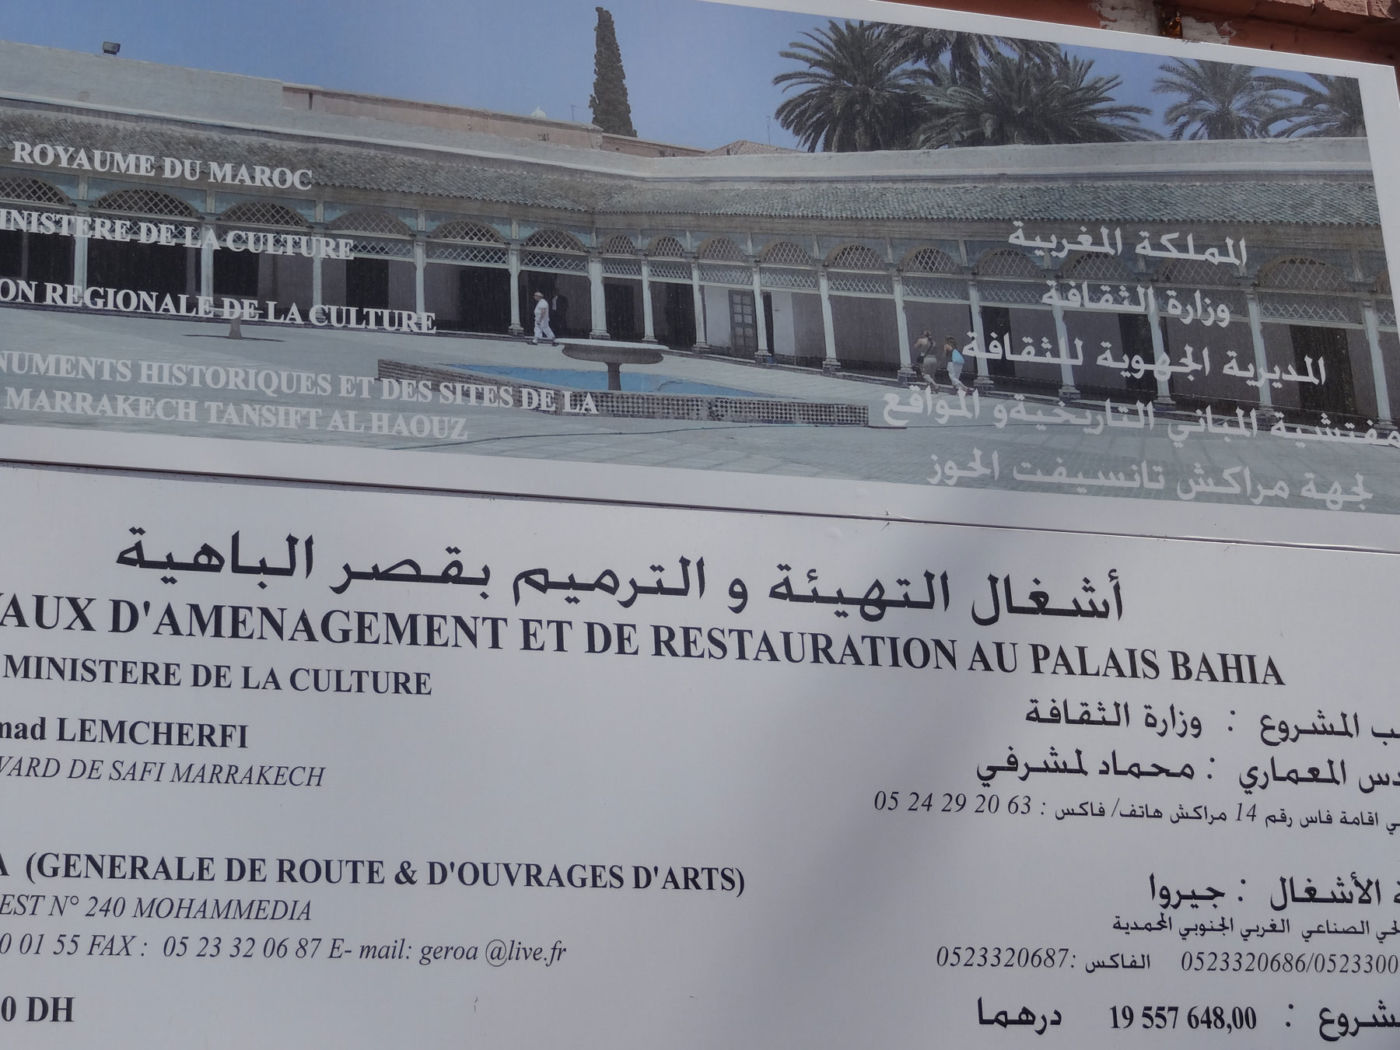 ROYAUME DU MAROC
INISTERE DE LA CULTURE
ON REGIONALE DE LA CULTURE
NUMENTS HISTORIQUES ET DES SITES DE LA
MARRAKECH TANSIFT AL HAOUZ
المملكة المغربية
وزارة الثقافة
المديرية الجهوية للثقافة
مفتشية المباني التاريخية و المواقع
لجهة مراكش تانسيفت الحوز
أشغال التهيئة و الترميم بقصر الباهية
AUX D'AMENAGEMENT ET DE RESTAURATION AU PALAIS BAHIA
MINISTERE DE LA CULTURE
mad LEMCHERFI
VARD DE SAFI MARRAKECH
ب المشروع : وزارة الثقافة
دس المعماري : محماد لمشرفي
ي اقامة فاس رقم 14 مراكش هاتف/ فاكس : 05 24 29 20 63
A (GENERALE DE ROUTE & D'OUVRAGES D'ARTS)
EST N° 240 MOHAMMEDIA
0 01 55 FAX : 05 23 32 06 87 E- mail: geroa @live.fr
0 DH
ة الأشغال : جيروا
لحي الصناعي الغربي الجنوبي المحمدية
0523320686/0523300 الفاكس :0523320687
شروع : 19 557 648,00 درهما